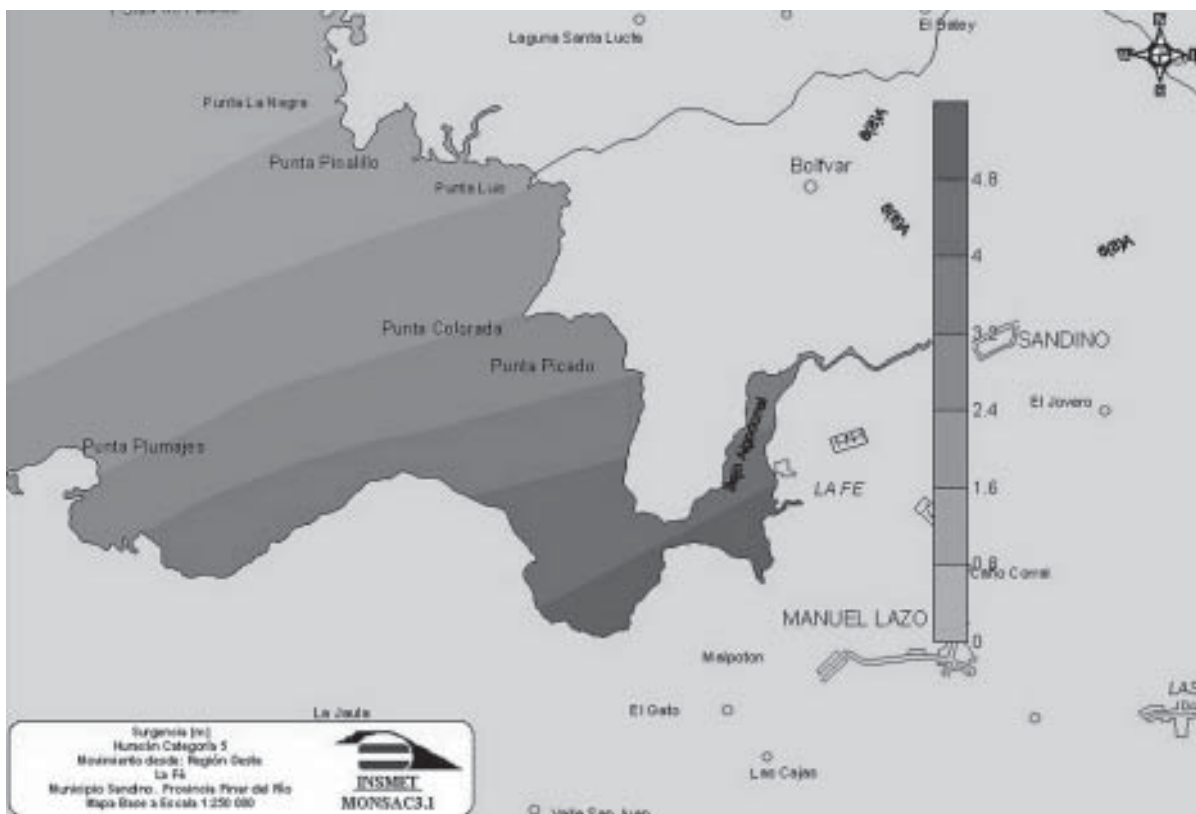 Laguna Santa Lucía
El Batey
Punta La Negra
Punta Pinalillo
Bolívar
Punta Luis
4.8
4
Punta Colorada
3.2
SANDINO
Punta Picado
2.4
El Jovero
Punta Plumajes
1.6
LA FE
0.8
Caño Corral
MANUEL LAZO
0
Malpoton
LAS
El Gato
La Jaula
Surgencia (m)
Huracán Categoría 5
Movimiento desde: Región Oeste
La Fé
Municipio Sandino. Provincia Pinar del Río
Mapa Base a Escala 1:250 000
INSMET
MONSAC3.1
Las Cajas
Valle San Juan